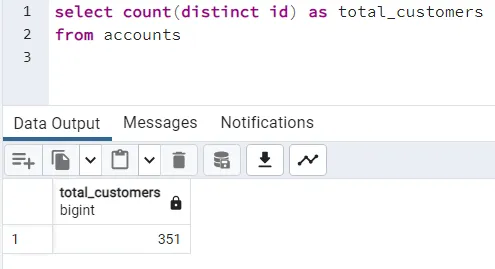 1 select count(distinct id) as total_customers
2 from accounts
3
Data Output Messages Notifications
total_customers
bigint
1 351